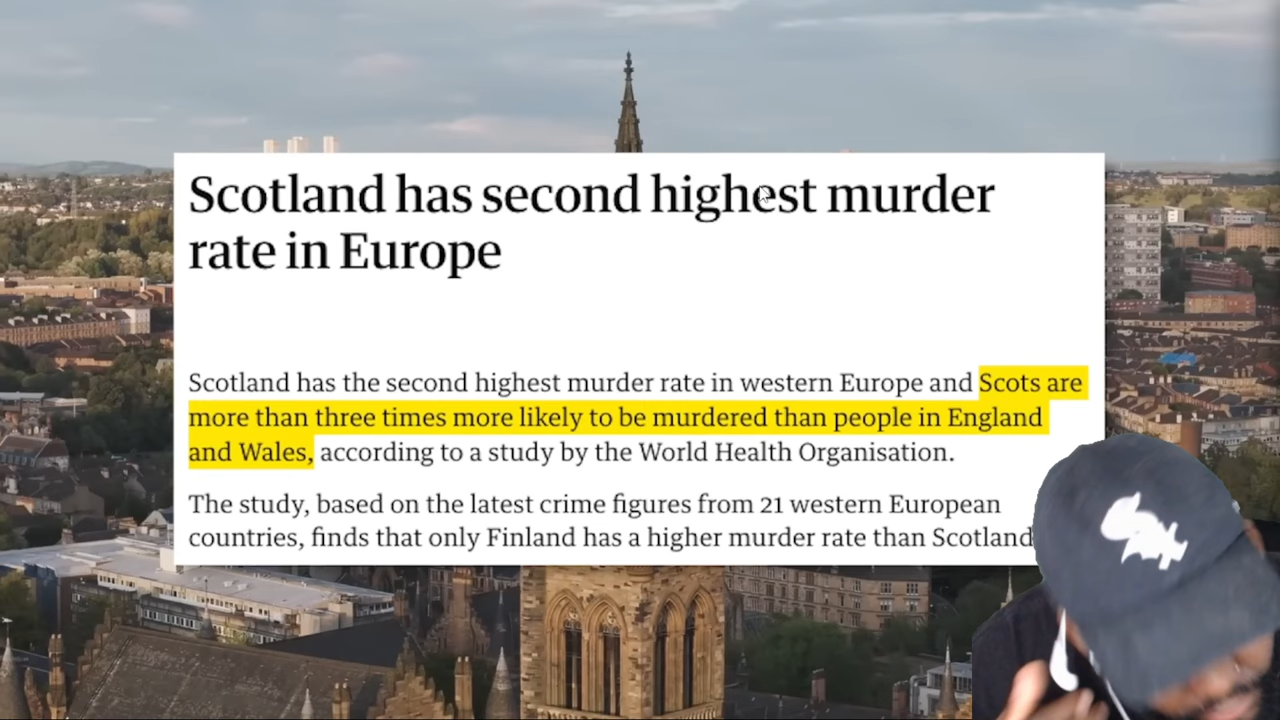 Scotland has second highest murder
rate in Europe
Scotland has the second highest murder rate in western Europe and Scots are
more than three times more likely to be murdered than people in England
and Wales, according to a study by the World Health Organisation.
The study, based on the latest crime figures from 21 western European
countries, finds that only Finland has a higher murder rate than Scotland